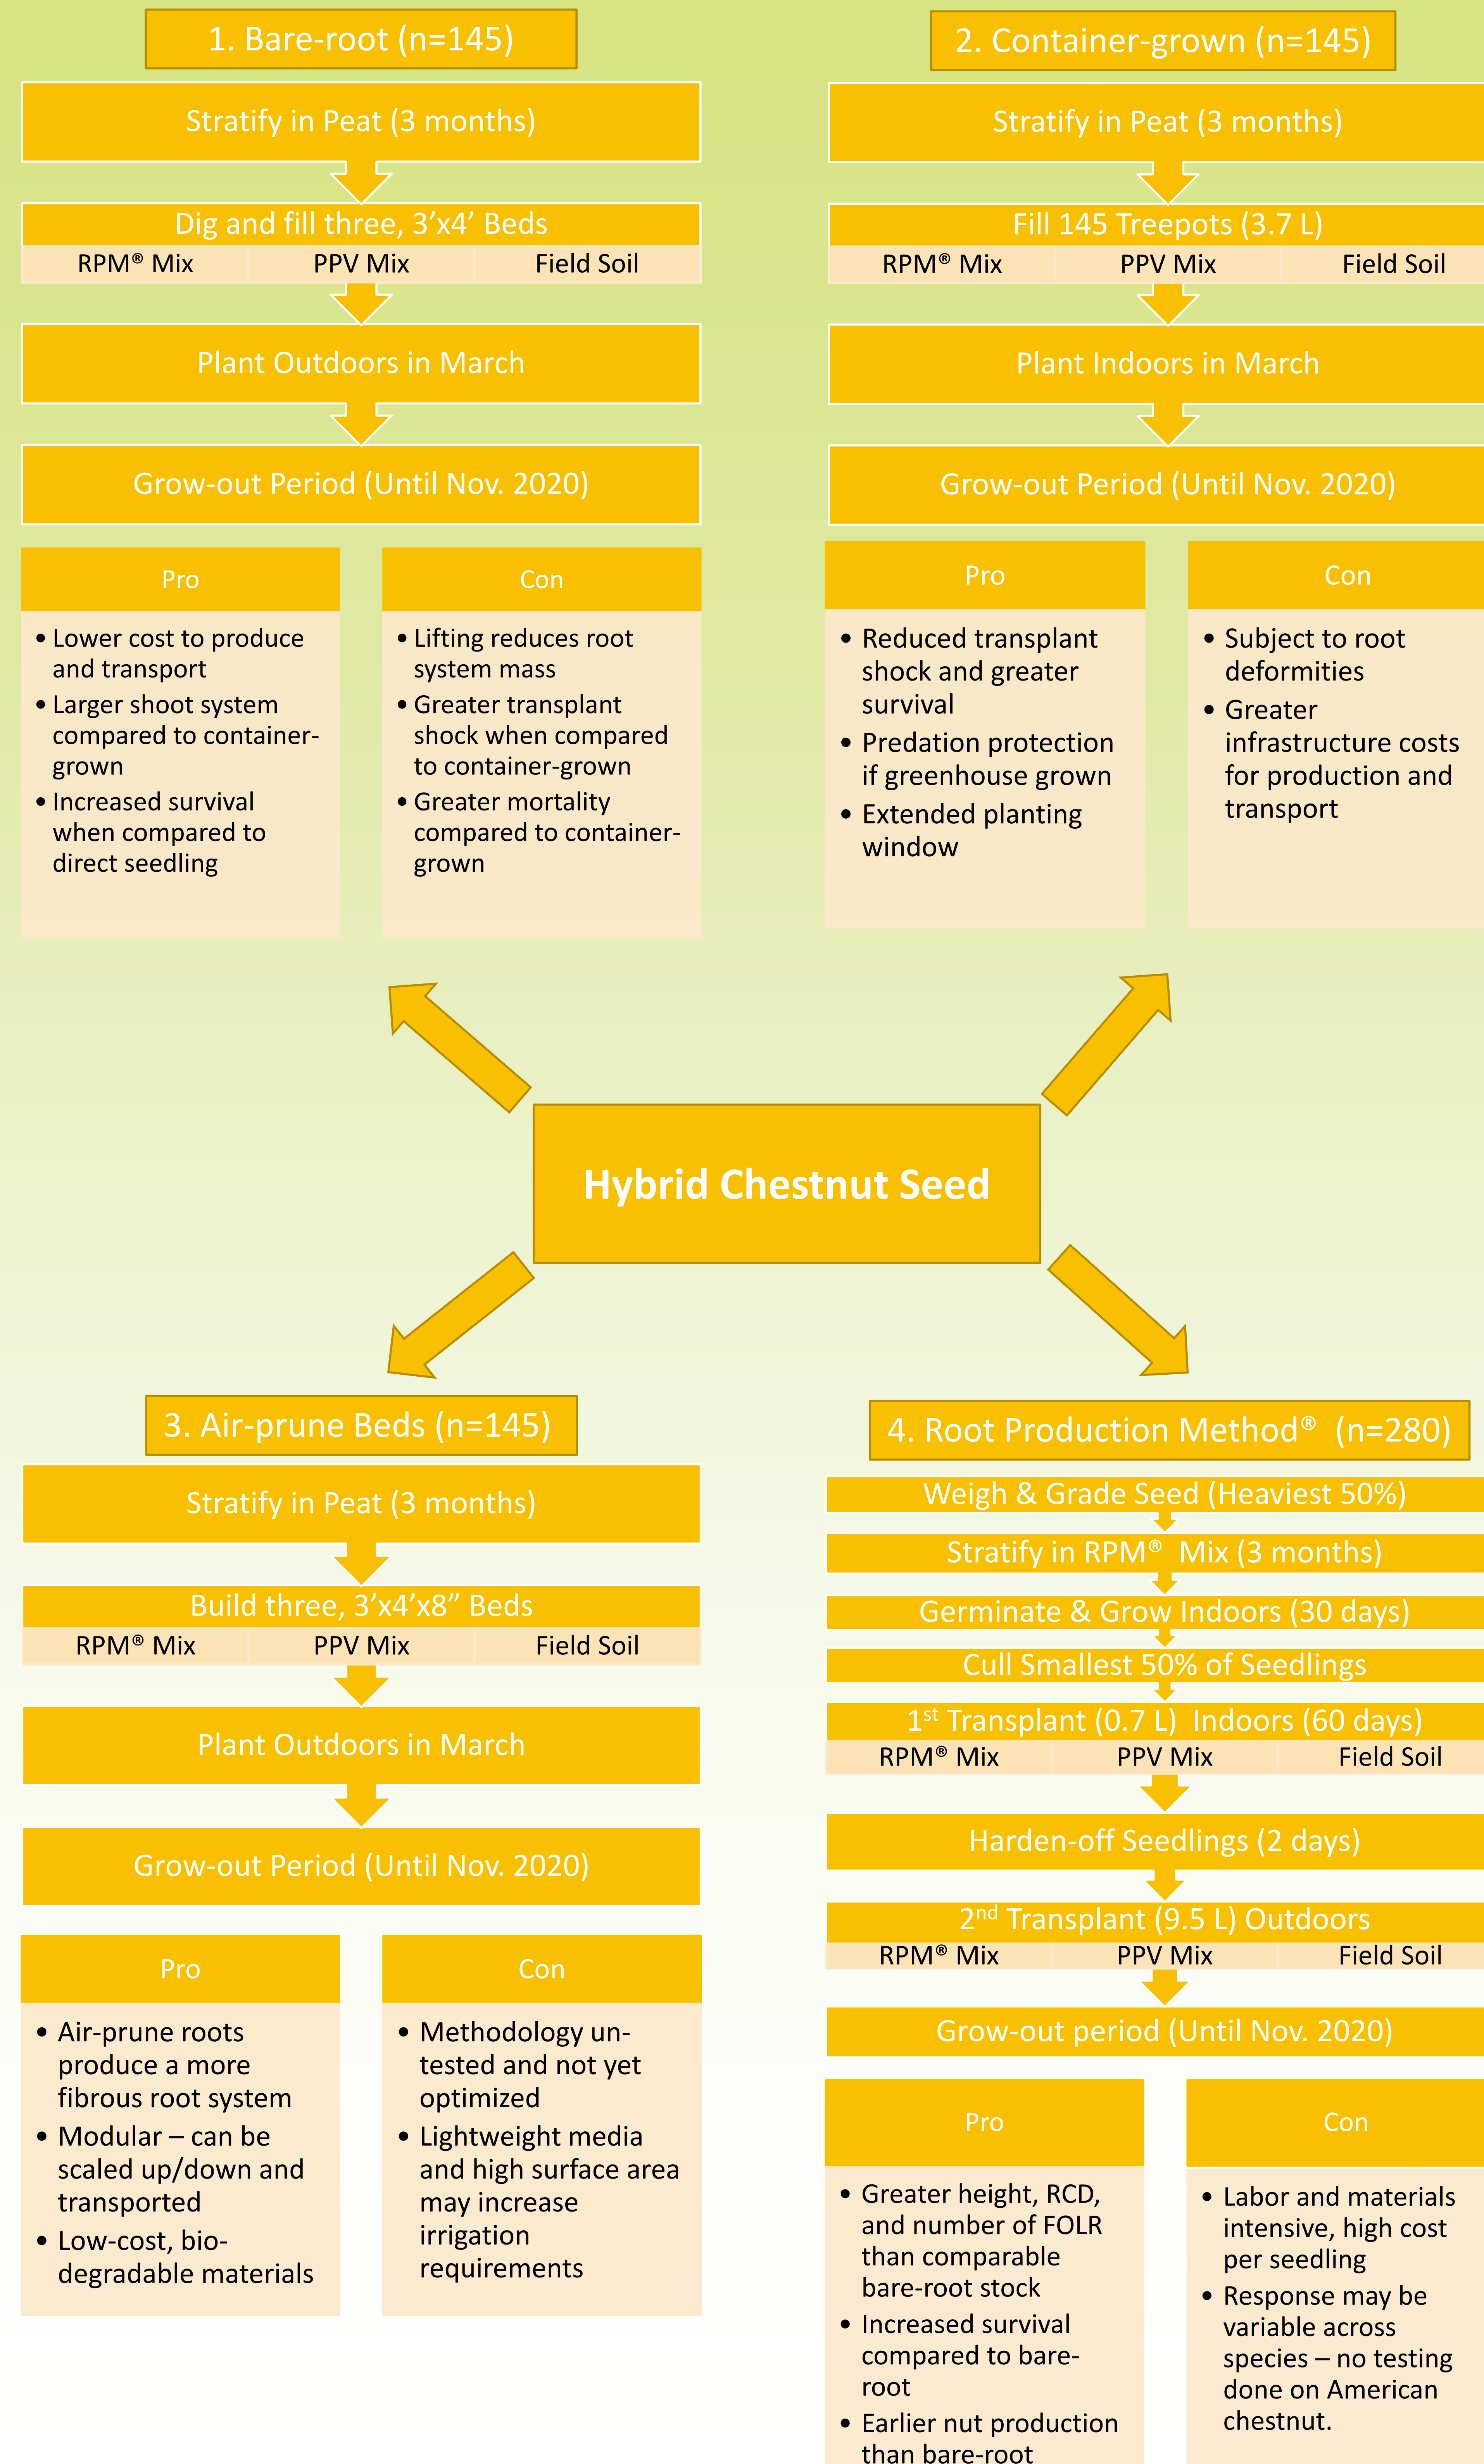 1. Bare-root (n=145)
Stratify in Peat (3 months)
Dig and fill three, 3’x4’ Beds
RPM® Mix PPV Mix Field Soil
Plant Outdoors in March
Grow-out Period (Until Nov. 2020)
Pro
• Lower cost to produce
and transport
• Larger shoot system
compared to container-
grown
• Increased survival
when compared to
direct seedling
Con
• Lifting reduces root
system mass
• Greater transplant
shock when compared
to container-grown
• Greater mortality
compared to container-
grown
2. Container-grown (n=145)
Stratify in Peat (3 months)
Fill 145 Treepots (3.7 L)
RPM® Mix PPV Mix Field Soil
Plant Indoors in March
Grow-out Period (Until Nov. 2020)
Pro
• Reduced transplant
shock and greater
survival
• Predation protection
if greenhouse grown
• Extended planting
window
Con
• Subject to root
deformities
• Greater
infrastructure costs
for production and
transport
Hybrid Chestnut Seed
3. Air-prune Beds (n=145)
Stratify in Peat (3 months)
Build three, 3’x4’x8” Beds
RPM® Mix PPV Mix Field Soil
Plant Outdoors in March
Grow-out Period (Until Nov. 2020)
Pro
• Air-prune roots
produce a more
fibrous root system
• Modular – can be
scaled up/down and
transported
• Low-cost, bio-
degradable materials
Con
• Methodology un-
tested and not yet
optimized
• Lightweight media
and high surface area
may increase
irrigation
requirements
4. Root Production Method® (n=280)
Weigh & Grade Seed (Heaviest 50%)
Stratify in RPM® Mix (3 months)
Germinate & Grow Indoors (30 days)
Cull Smallest 50% of Seedlings
1st Transplant (0.7 L) Indoors (60 days)
RPM® Mix PPV Mix Field Soil
Harden-off Seedlings (2 days)
2nd Transplant (9.5 L) Outdoors
RPM® Mix PPV Mix Field Soil
Grow-out period (Until Nov. 2020)
Pro
• Greater height, RCD,
and number of FOLR
than comparable
bare-root stock
• Increased survival
compared to bare-
root
• Earlier nut production
than bare-root
Con
• Labor and materials
intensive, high cost
per seedling
• Response may be
variable across
species – no testing
done on American
chestnut.